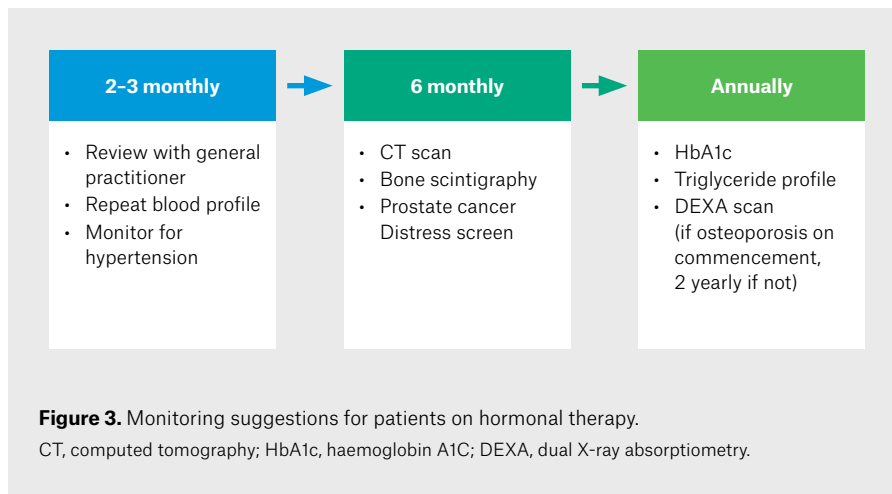 2–3 monthly
• Review with general
practitioner
• Repeat blood profile
• Monitor for
hypertension
6 monthly
• CT scan
• Bone scintigraphy
• Prostate cancer
Distress screen
Annually
• HbA1c
• Triglyceride profile
• DEXA scan
(if osteoporosis on
commencement,
2 yearly if not)
Figure 3. Monitoring suggestions for patients on hormonal therapy.
CT, computed tomography; HbA1c, haemoglobin A1C; DEXA, dual X-ray absorptiometry.